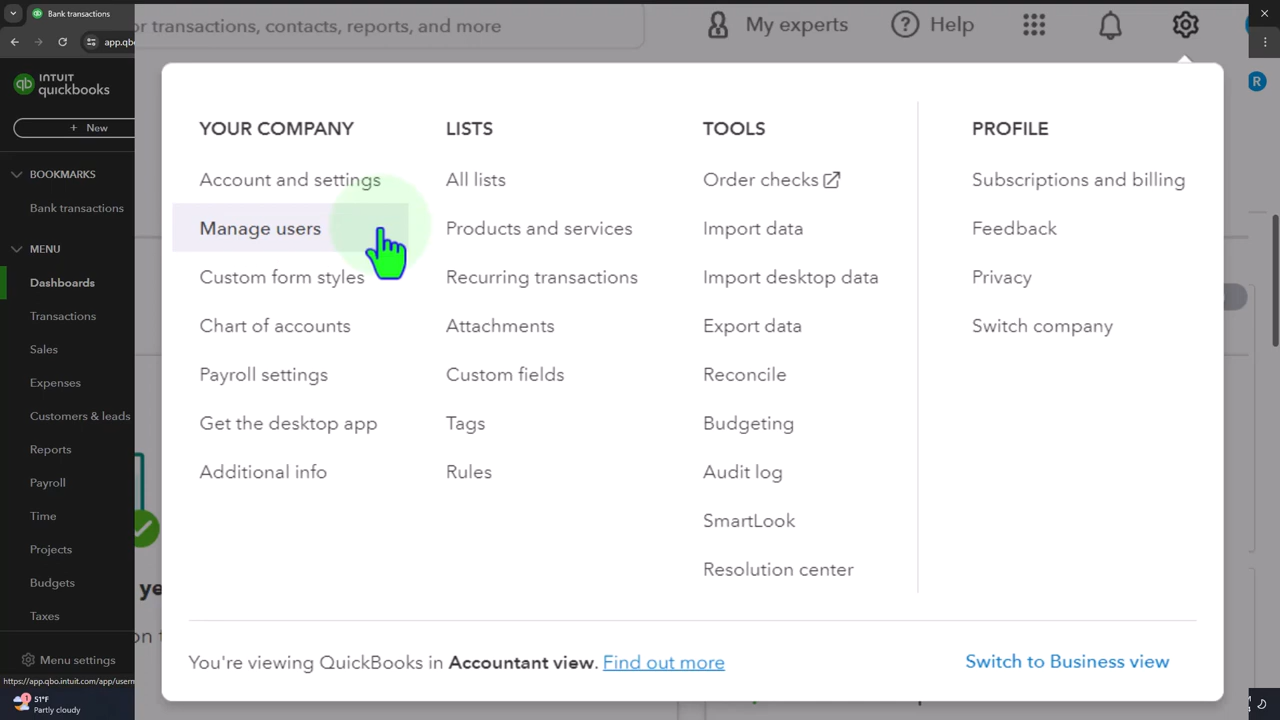 Bank transactions
app.qbo
or transactions, contacts, reports, and more
My experts
Help
INTUIT
quickbooks
+ New
BOOKMARKS
Bank transactions
MENU
Dashboards
Transactions
Sales
Expenses
Customers & leads
Reports
Payroll
Time
Projects
Budgets
Taxes
Menu settings
https://app.qbo.intuit.com/app/usern
51°F
Partly cloudy
YOUR COMPANY
Account and settings
Manage users
Custom form styles
Chart of accounts
Payroll settings
Get the desktop app
Additional info
LISTS
All lists
Products and services
Recurring transactions
Attachments
Custom fields
Tags
Rules
TOOLS
Order checks
Import data
Import desktop data
Export data
Reconcile
Budgeting
Audit log
SmartLook
Resolution center
PROFILE
Subscriptions and billing
Feedback
Privacy
Switch company
You're viewing QuickBooks in Accountant view. Find out more
Switch to Business view
R